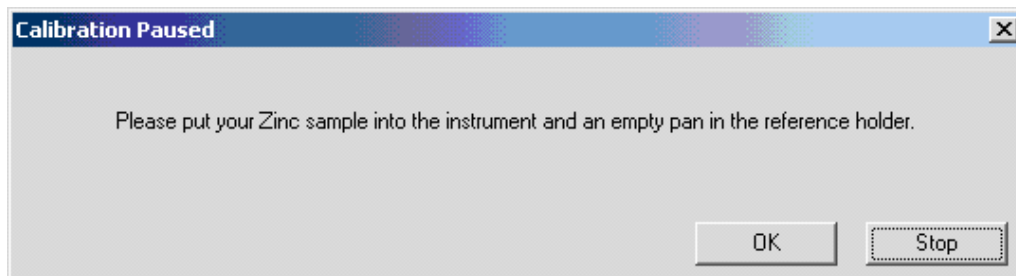 Calibration Paused
Please put your Zinc sample into the instrument and an empty pan in the reference holder.
OK Stop